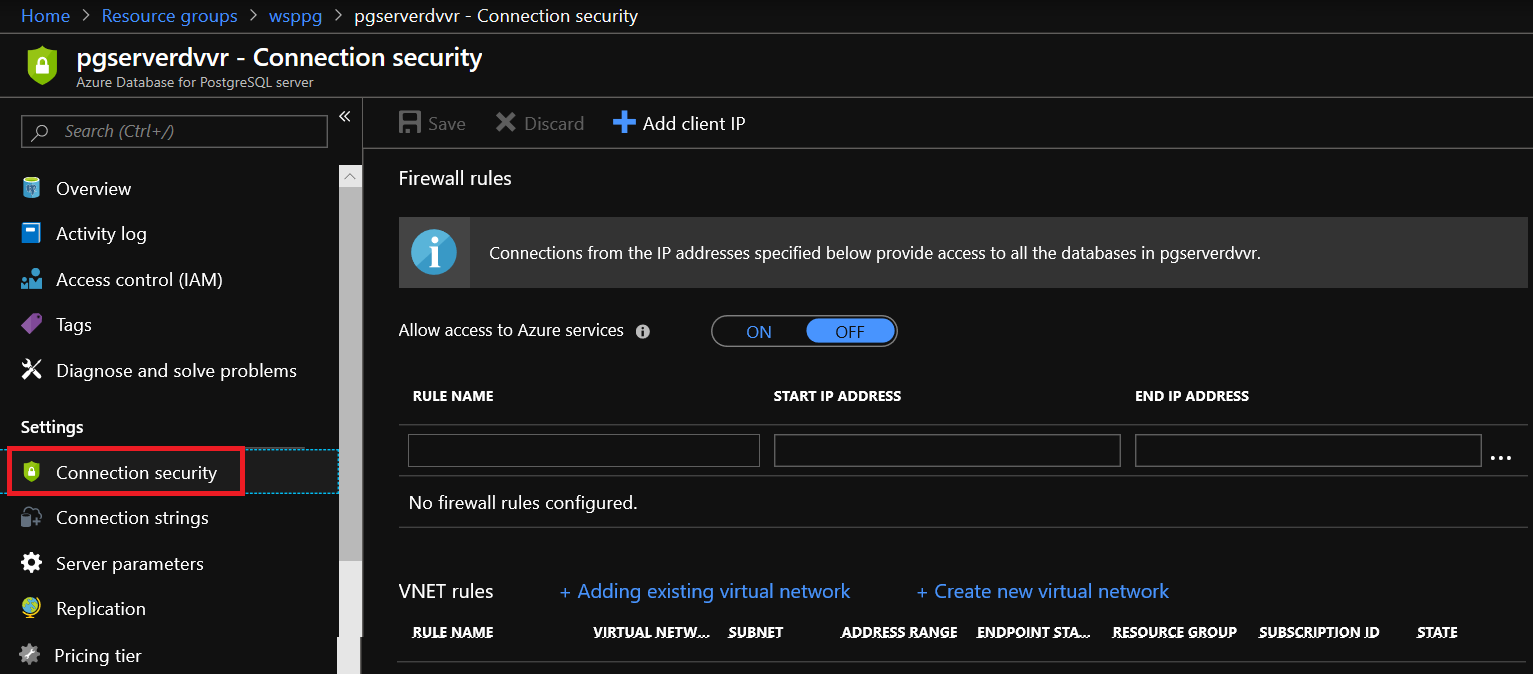 Home > Resource groups > wsppg > pgserverdvvr - Connection security
pgserverdvvr - Connection security
Azure Database for PostgreSQL server
Search (Ctrl+/)
«
Save Discard Add client IP
Overview
Activity log
Access control (IAM)
Tags
Diagnose and solve problems
Settings
Connection security
Connection strings
Server parameters
Replication
Pricing tier
Firewall rules
Connections from the IP addresses specified below provide access to all the databases in pgserverdvvr.
Allow access to Azure services ON OFF
RULE NAME START IP ADDRESS END IP ADDRESS
...
No firewall rules configured.
VNET rules + Adding existing virtual network + Create new virtual network
RULE NAME VIRTUAL NETW... SUBNET ADDRESS RANGE ENDPOINT STA... RESOURCE GROUP SUBSCRIPTION ID STATE